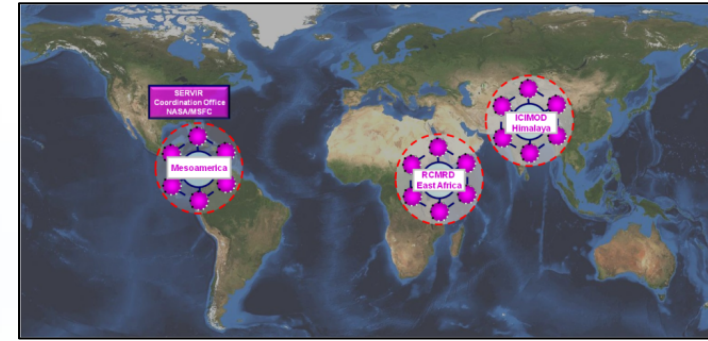 SERVIR
Coordination Office
NASA/MSFC
Mesoamerica
RCMRD
East Africa
ICIMOD
Himalaya